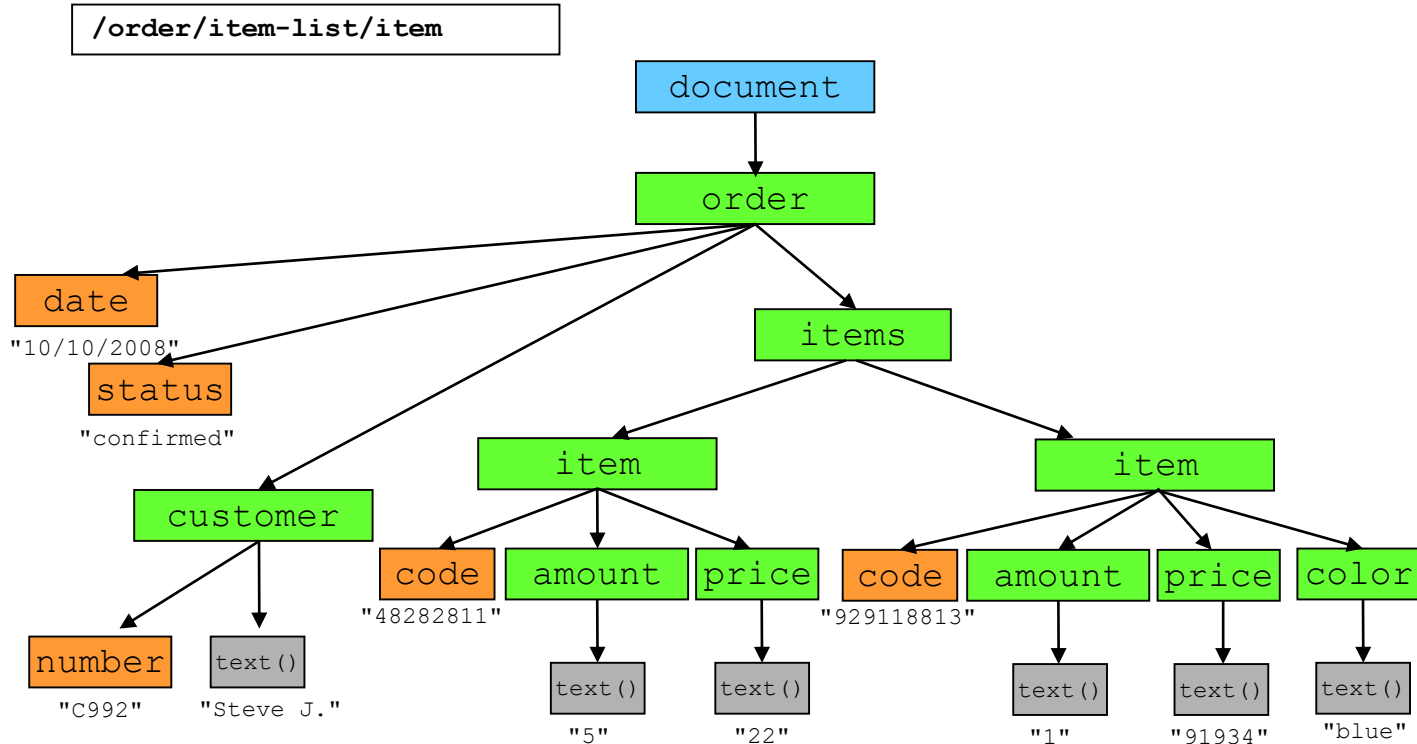 /order/item-list/item
document
order
date
"10/10/2008"
items
status
"confirmed"
item
item
customer
code
amount
price
code
amount
price
color
"48282811"
"929118813"
number
text()
text()
text()
text()
text()
text()
"C992"
"Steve J."
"5"
"22"
"1"
"91934"
"blue"